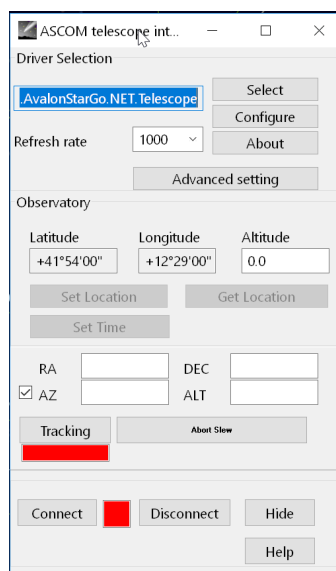 ASCOM telescope int...
Driver Selection
.AvalonStarGo.NET.Telescope
Select
Configure
Refresh rate
1000
About
Advanced setting
Observatory
Latitude Longitude Altitude
+41°54'00" +12°29'00" 0.0
Set Location Get Location
Set Time
RA DEC
AZ ALT
Tracking Abort Slew
Connect Disconnect Hide
Help